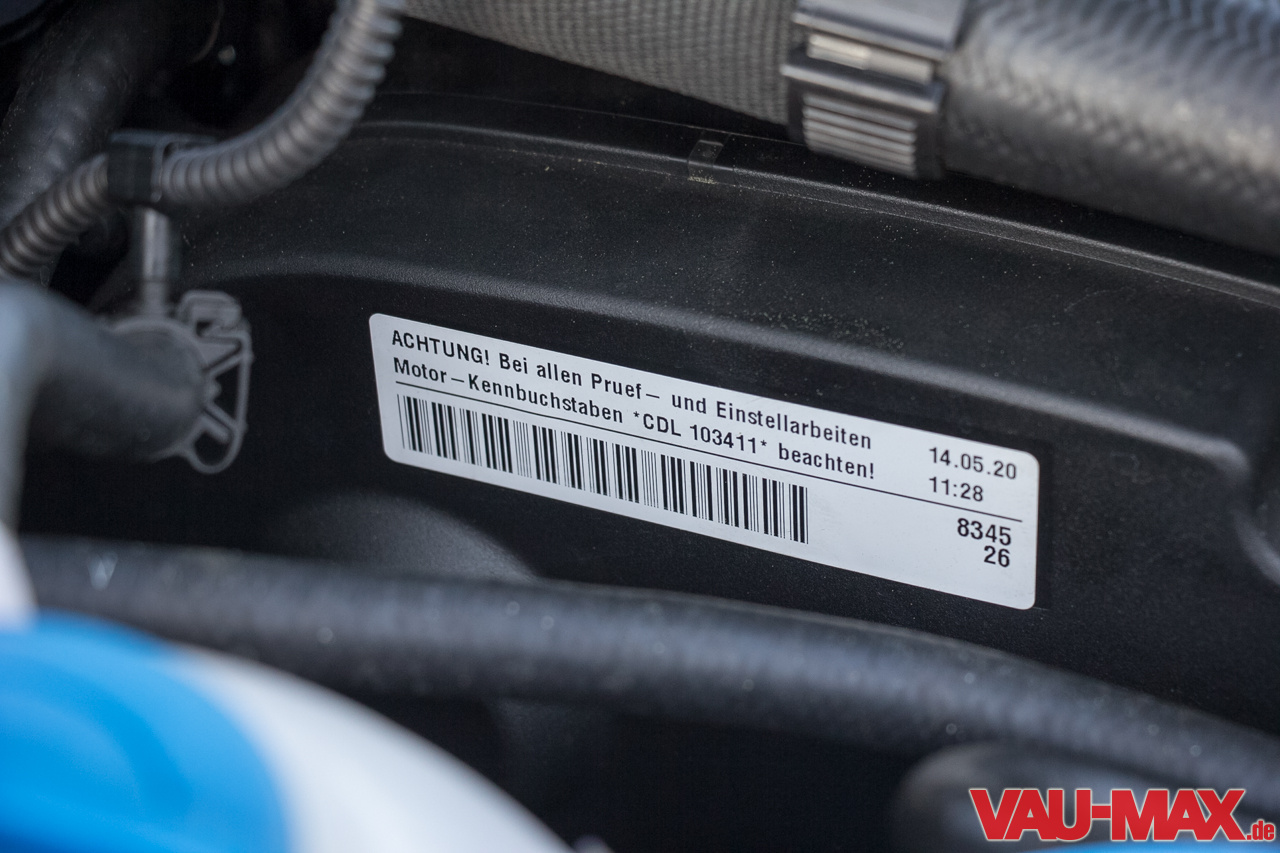 ACHTUNG! Bei allen Pruef– und Einstellarbeiten
Motor–Kennbuchstaben *CDL 103411* beachten!
14.05.20
11:28
8345
26
VAU-MAX.de